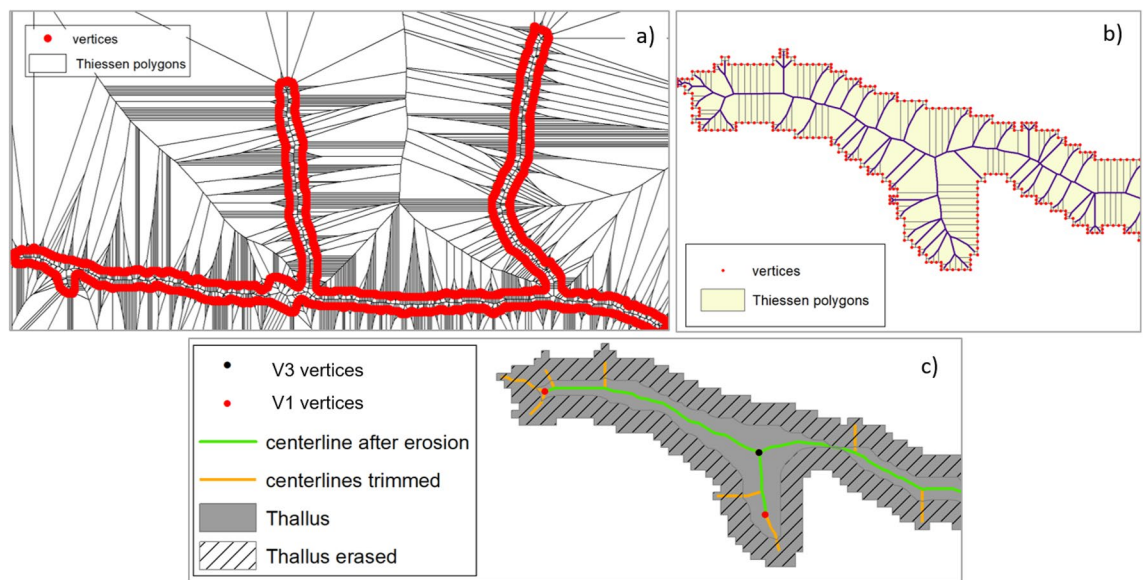 a)
vertices
Thiessen polygons
b)
vertices
Thiessen polygons
c)
V3 vertices
V1 vertices
centerline after erosion
centerlines trimmed
Thallus
Thallus erased